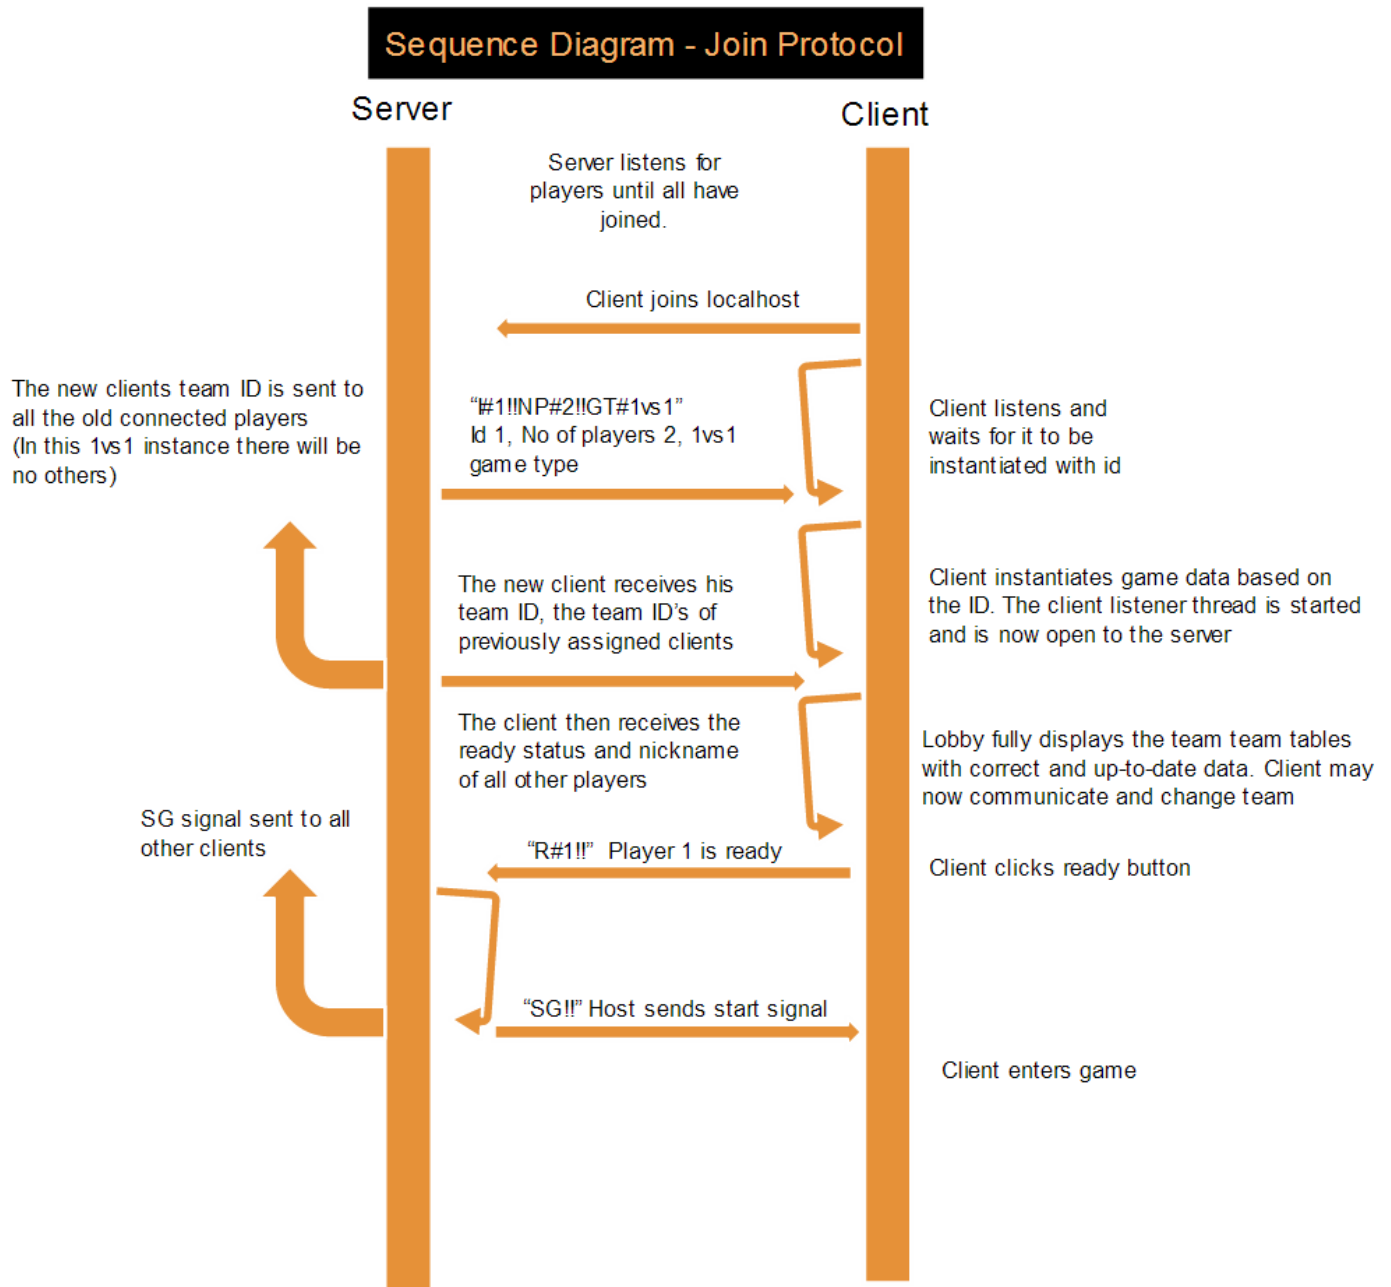 Sequence Diagram - Join Protocol
Server
Client
Server listens for
players until all have
joined.
Client joins localhost
The new clients team ID is sent to
all the old connected players
(In this 1vs1 instance there will be
no others)
“I#1!!NP#2!!GT#1vs1”
Id 1, No of players 2, 1vs1
game type
Client listens and
waits for it to be
instantiated with id
The new client receives his
team ID, the team ID’s of
previously assigned clients
Client instantiates game data based on
the ID. The client listener thread is started
and is now open to the server
The client then receives the
ready status and nickname
of all other players
Lobby fully displays the team team tables
with correct and up-to-date data. Client may
now communicate and change team
SG signal sent to all
other clients
“R#1!!”  Player 1 is ready
Client clicks ready button
“SG!!” Host sends start signal
Client enters game